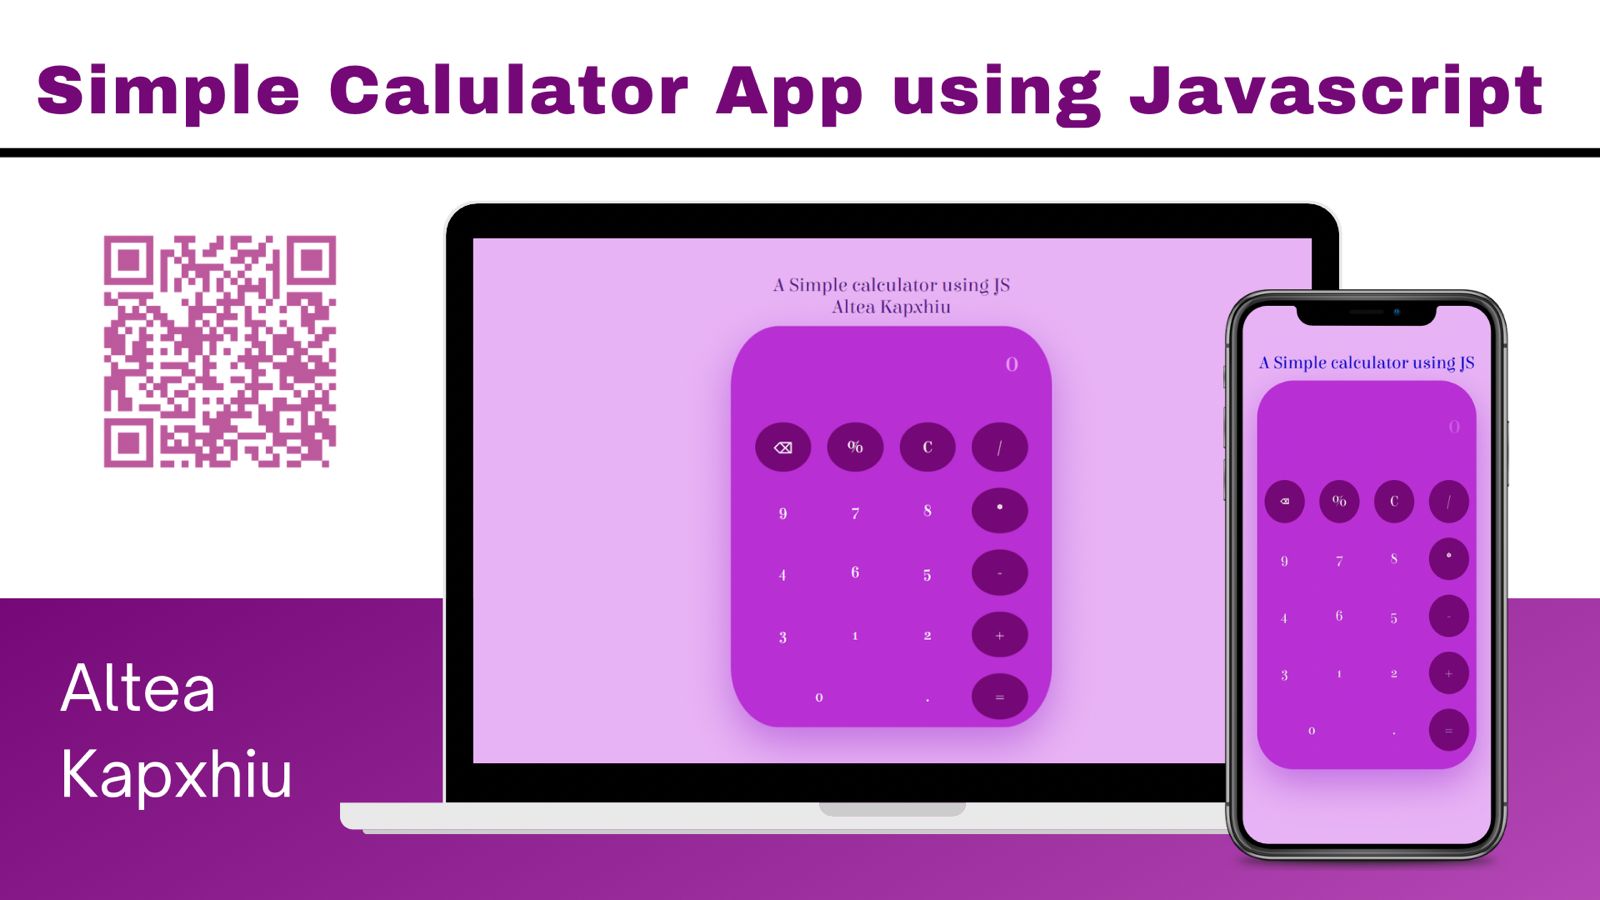 Simple Calulator App using Javascript
A Simple calculator using JS
Altea Kapxhiu
0
⌫ % C /
9 7 8 *
4 6 5 -
3 1 2 +
0 . =
A Simple calculator using JS
0
⌫ % C /
9 7 8 *
4 6 5 -
3 1 2 +
0 . =
Altea
Kapxhiu